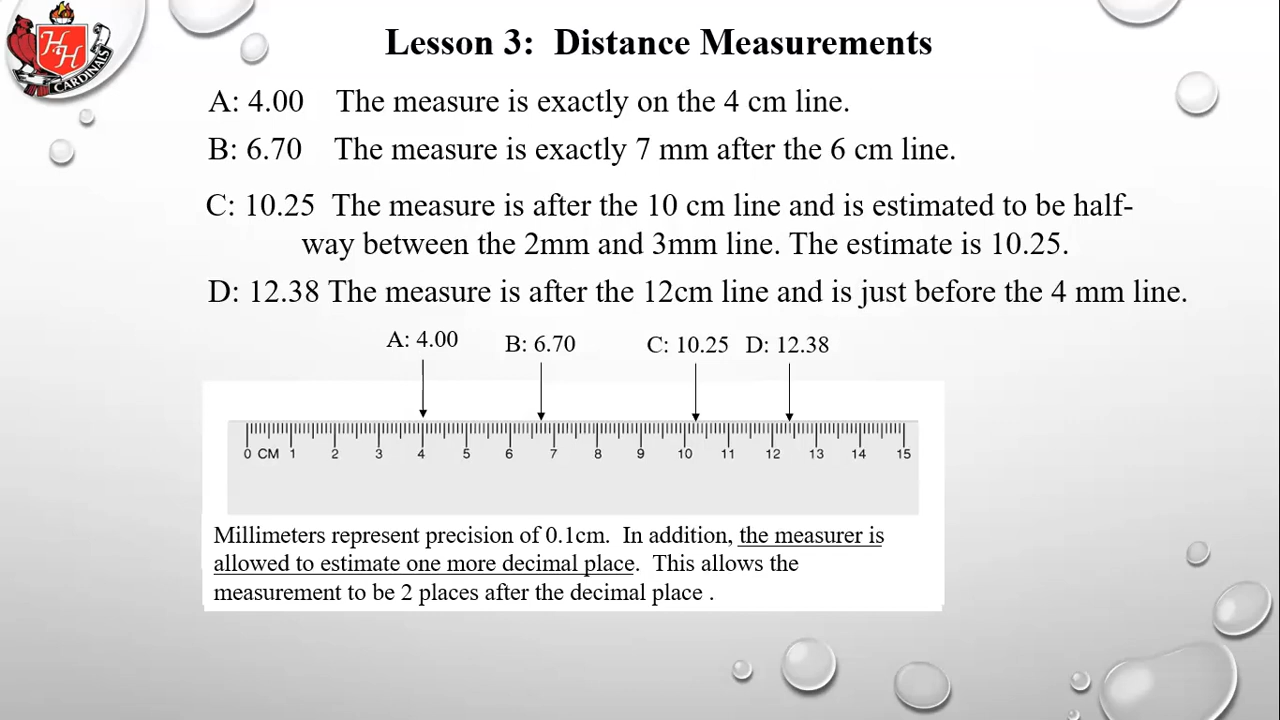 HH
CARDINALS
Lesson 3: Distance Measurements
A: 4.00 The measure is exactly on the 4 cm line.
B: 6.70 The measure is exactly 7 mm after the 6 cm line.
C: 10.25 The measure is after the 10 cm line and is estimated to be half-
way between the 2mm and 3mm line. The estimate is 10.25.
D: 12.38 The measure is after the 12cm line and is just before the 4 mm line.
A: 4.00 B: 6.70 C: 10.25 D: 12.38
0 CM 1 2 3 4 5 6 7 8 9 10 11 12 13 14 15
Millimeters represent precision of 0.1cm. In addition, the measurer is
allowed to estimate one more decimal place. This allows the
measurement to be 2 places after the decimal place .